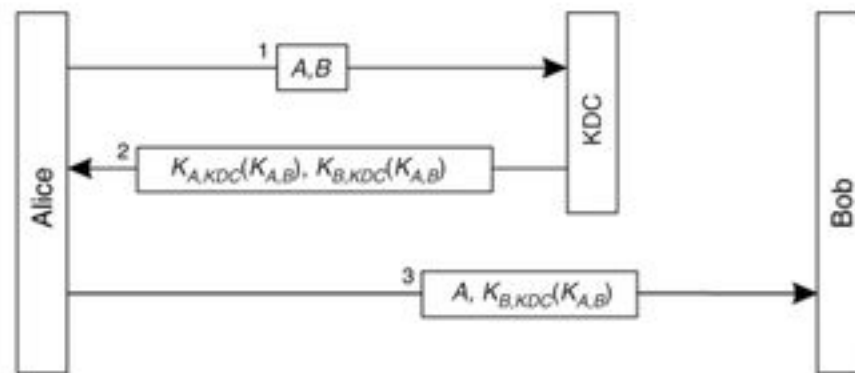 1
A,B
KDC
2
K_{A,KDC}(K_{A,B}), K_{B,KDC}(K_{A,B})
Alice
Bob
3
A, K_{B,KDC}(K_{A,B})